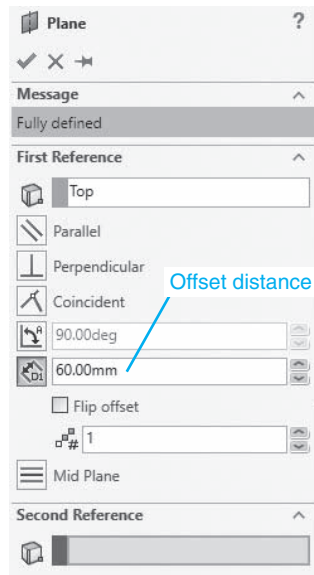 Plane ?
Message
Fully defined
First Reference
Top
Parallel
Perpendicular
Offset distance
Coincident
90.00deg
60.00mm
Flip offset
1
Mid Plane
Second Reference